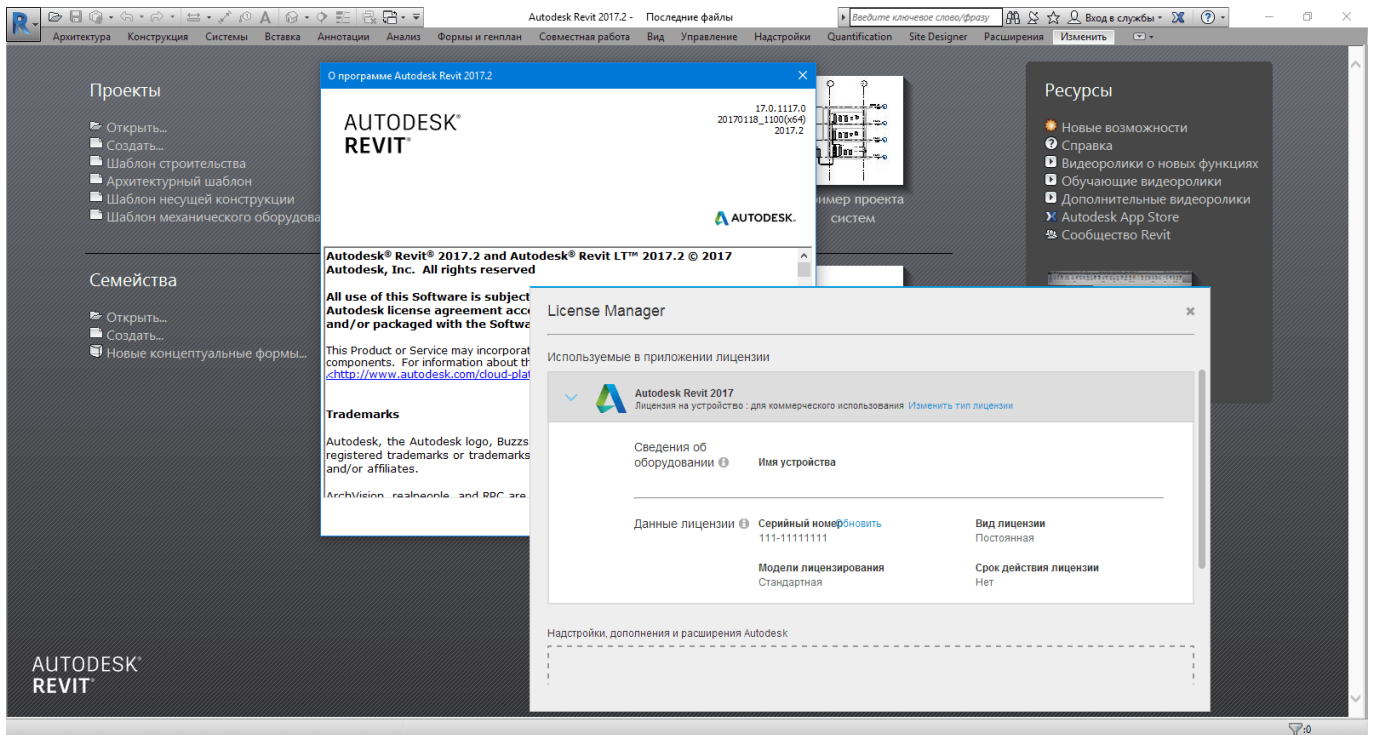 Autodesk Revit 2017.2 - Последние файлы
Введите ключевое слово/фразу
Вход в службы
Архитектура Конструкция Системы Вставка Аннотации Анализ Формы и генплан Совместная работа Вид Управление Надстройки Quantification Site Designer Расширения Изменить
Проекты
Открыть...
Создать...
Шаблон строительства
Архитектурный шаблон
Шаблон несущей конструкции
Шаблон механического оборудова
Семейства
Открыть...
Создать...
Новые концептуальные формы...
О программе Autodesk Revit 2017.2
AUTODESK®
REVIT®
17.0.1117.0
20170118_1100(x64)
2017.2
AUTODESK.
Autodesk® Revit® 2017.2 and Autodesk® Revit LT™ 2017.2 © 2017
Autodesk, Inc. All rights reserved
All use of this Software is subject
Autodesk license agreement acce
and/or packaged with the Softwa
This Product or Service may incorporat
components. For information about th
<http://www.autodesk.com/cloud-plat
Trademarks
Autodesk, the Autodesk logo, Buzzs
registered trademarks or trademarks
and/or affiliates.
ArchVision, realpeople, and RPC are
имер проекта
систем
Ресурсы
Новые возможности
Справка
Видеоролики о новых функциях
Обучающие видеоролики
Дополнительные видеоролики
Autodesk App Store
Сообщество Revit
License Manager
Используемые в приложении лицензии
Autodesk Revit 2017
Лицензия на устройство : для коммерческого использования Изменить тип лицензии
Сведения об
оборудовании
Имя устройства
Данные лицензии
Серийный номер Обновить
111-11111111
Вид лицензии
Постоянная
Модели лицензирования
Стандартная
Срок действия лицензии
Нет
Надстройки, дополнения и расширения Autodesk
AUTODESK®
REVIT®
:0